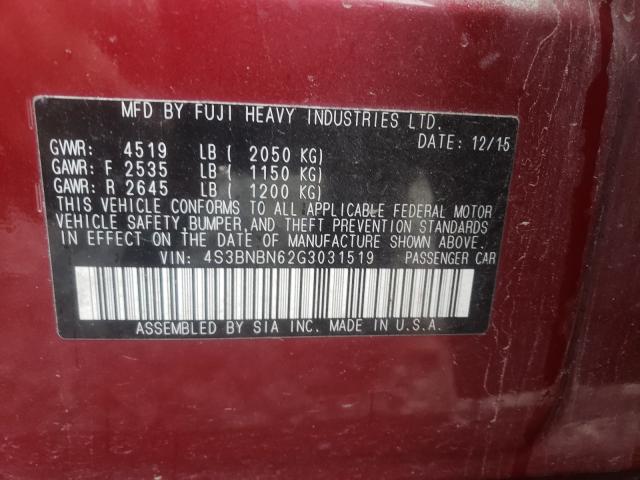 MFD BY FUJI HEAVY INDUSTRIES LTD.
DATE: 12/15
GVWR: 4519 LB ( 2050 KG)
GAWR: F 2535 LB ( 1150 KG)
GAWR: R 2645 LB ( 1200 KG)
THIS VEHICLE CONFORMS TO ALL APPLICABLE FEDERAL MOTOR
VEHICLE SAFETY, BUMPER, AND THEFT PREVENTION STANDARDS
IN EFFECT ON THE DATE OF MANUFACTURE SHOWN ABOVE.
VIN: 4S3BNBN62G3031519 PASSENGER CAR
ASSEMBLED BY SIA INC. MADE IN U.S.A.